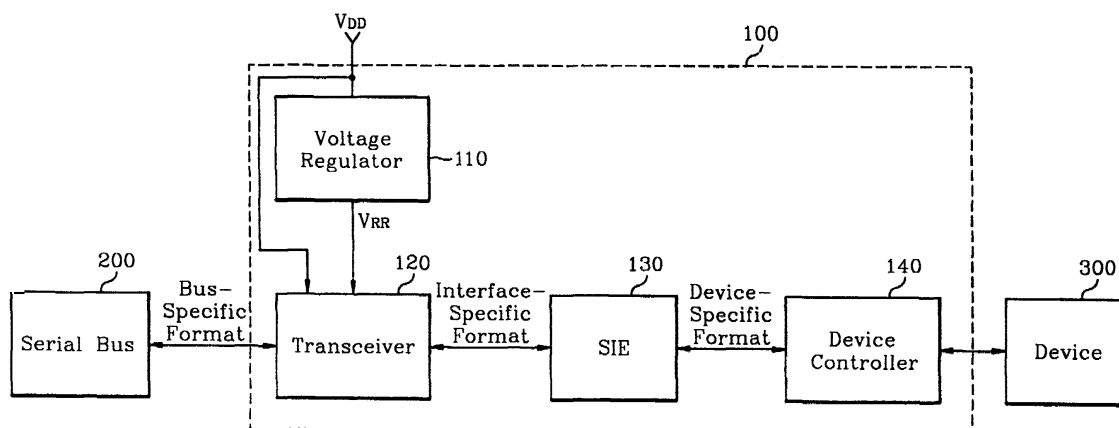 VDD
100
Voltage
Regulator
110
VRR
200
Bus-
Specific
Format
120
Interface-
Specific
Format
130
Device-
Specific
Format
140
300
Serial Bus
Transceiver
SIE
Device
Controller
Device